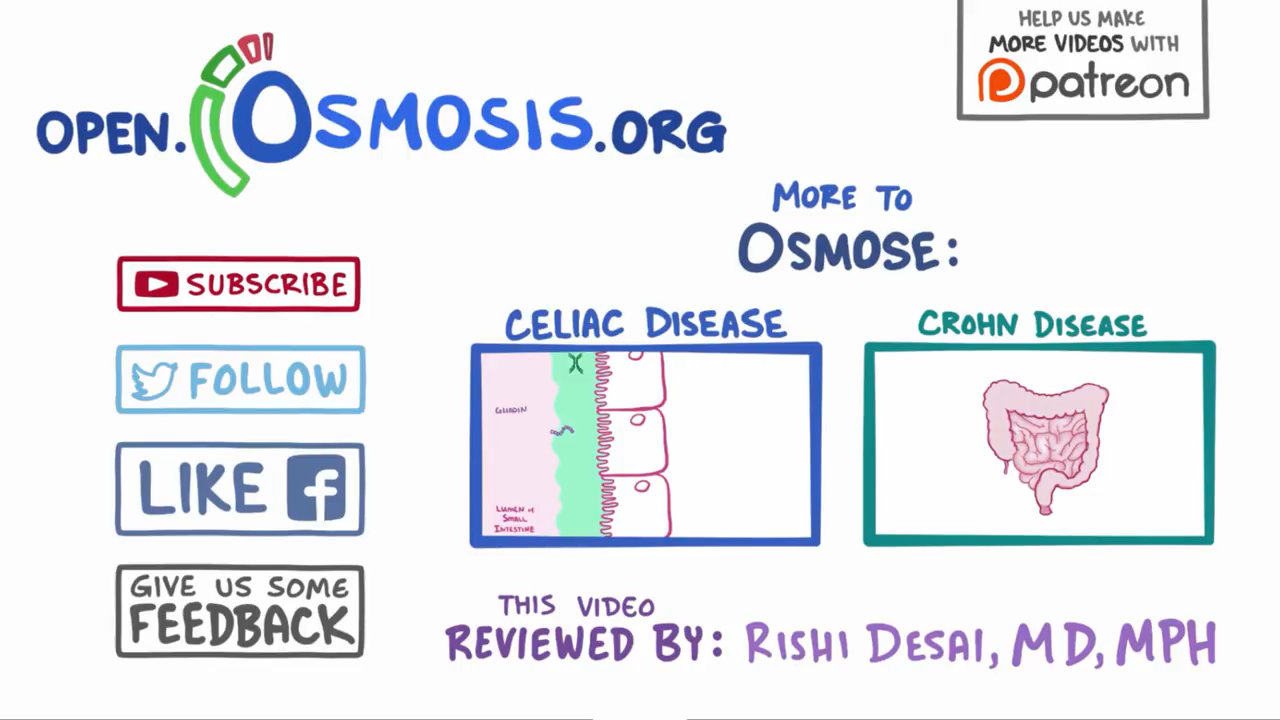 HELP US MAKE
MORE VIDEOS WITH
patreon
OPEN.OSMOSIS.ORG
MORE TO
OSMOSE:
SUBSCRIBE
FOLLOW
LIKE f
GIVE US SOME
FEEDBACK
CELIAC DISEASE
GLIADIN
LUMEN of
SMALL
INTESTINE
CROHN DISEASE
THIS VIDEO
REVIEWED BY: RISHI DESAI, MD, MPH